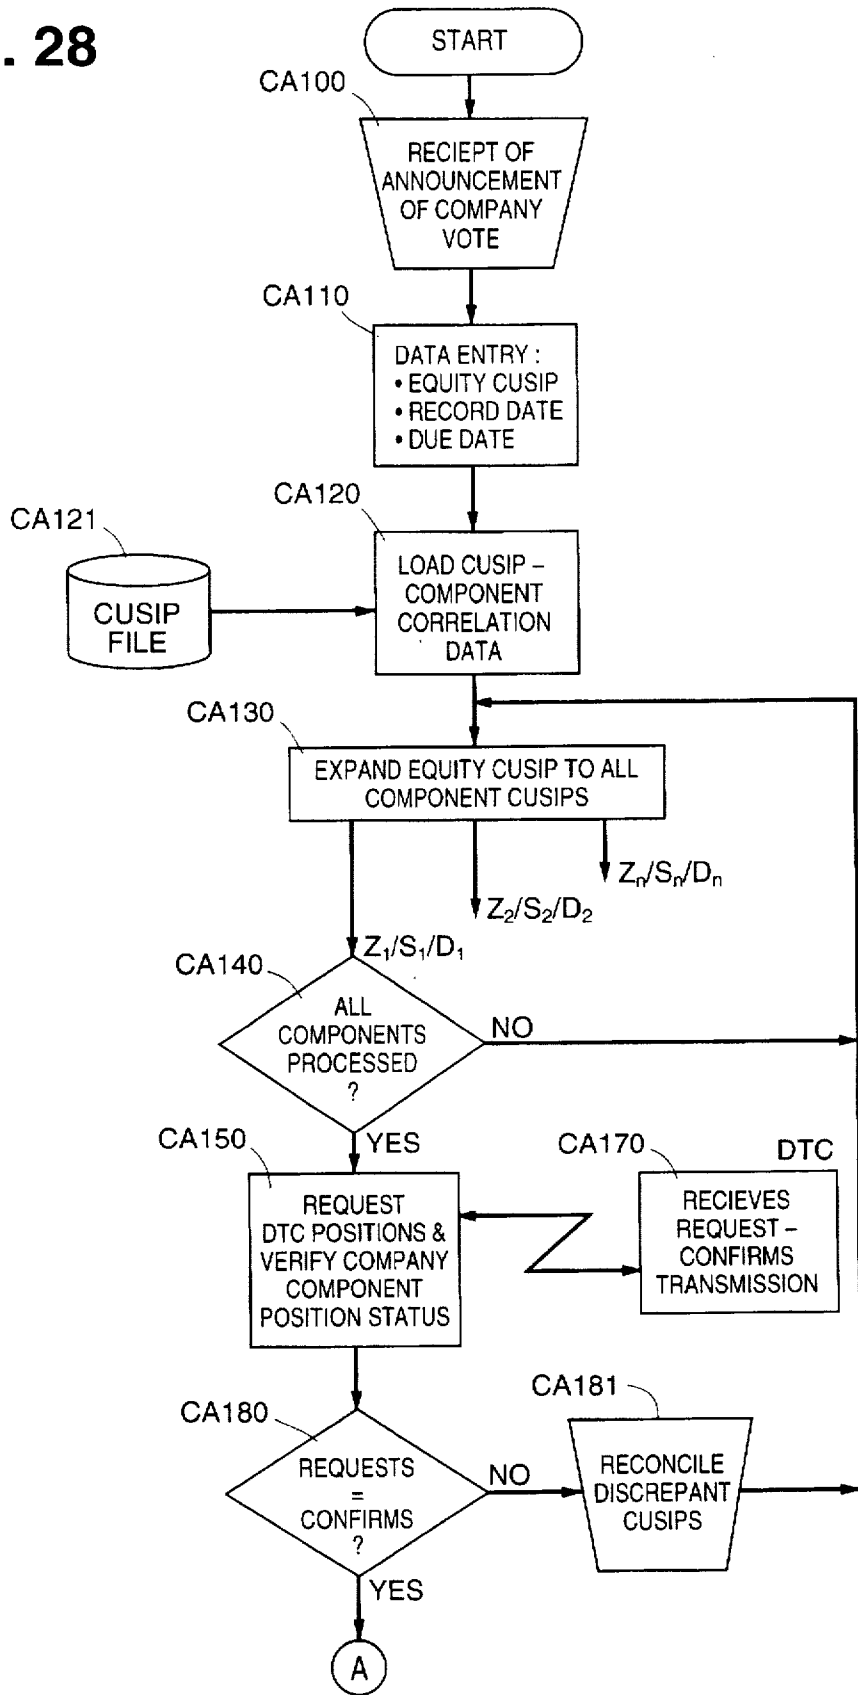 . 28
START
CA100
RECIEPT OF
ANNOUNCEMENT
OF COMPANY
VOTE
CA110
DATA ENTRY :
• EQUITY CUSIP
• RECORD DATE
• DUE DATE
CA120
CA121
CUSIP
FILE
LOAD CUSIP –
COMPONENT
CORRELATION
DATA
CA130
EXPAND EQUITY CUSIP TO ALL
COMPONENT CUSIPS
Zn/Sn/Dn
Z2/S2/D2
Z1/S1/D1
CA140
ALL
COMPONENTS
PROCESSED
?
NO
YES
CA150
REQUEST
DTC POSITIONS &
VERIFY COMPANY
COMPONENT
POSITION STATUS
CA170
DTC
RECIEVES
REQUEST –
CONFIRMS
TRANSMISSION
CA180
REQUESTS
=
CONFIRMS
?
NO
CA181
RECONCILE
DISCREPANT
CUSIPS
YES
A